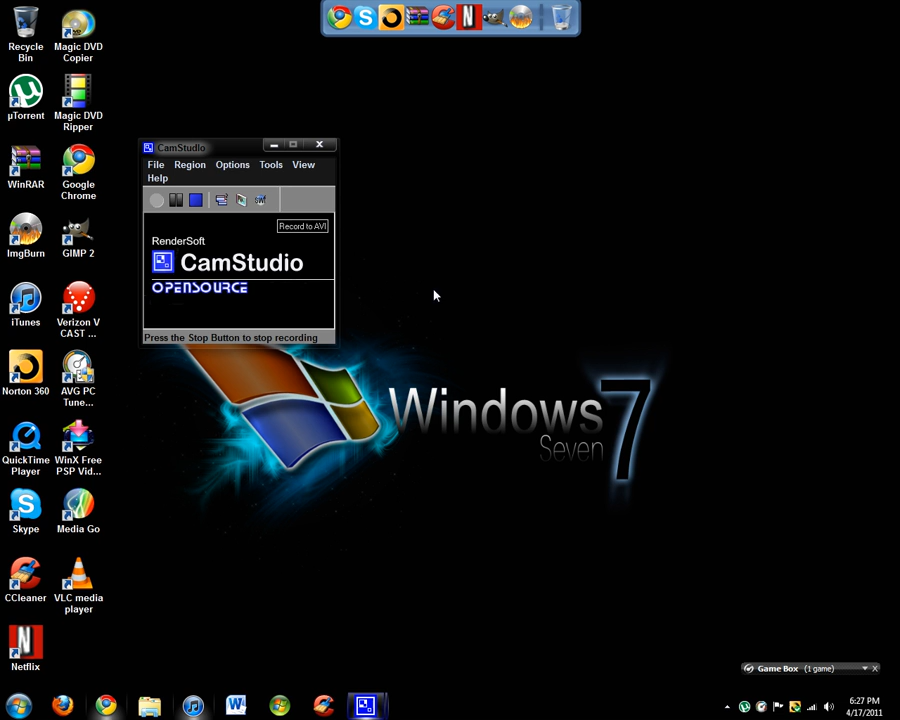 Recycle
Bin
Magic DVD
Copier
µTorrent
Magic DVD
Ripper
WinRAR
Google
Chrome
ImgBurn
GIMP 2
iTunes
Verizon V
CAST ...
Norton 360
AVG PC
Tune...
QuickTime
Player
WinX Free
PSP Vid...
Skype
Media Go
CCleaner
VLC media
player
Netflix
CamStudio
File Region Options Tools View
Help
Record to AVI
RenderSoft
CamStudio
OPENSOURCE
Press the Stop Button to stop recording
Windows 7
Seven
Game Box (1 game)
6:27 PM
4/17/2011